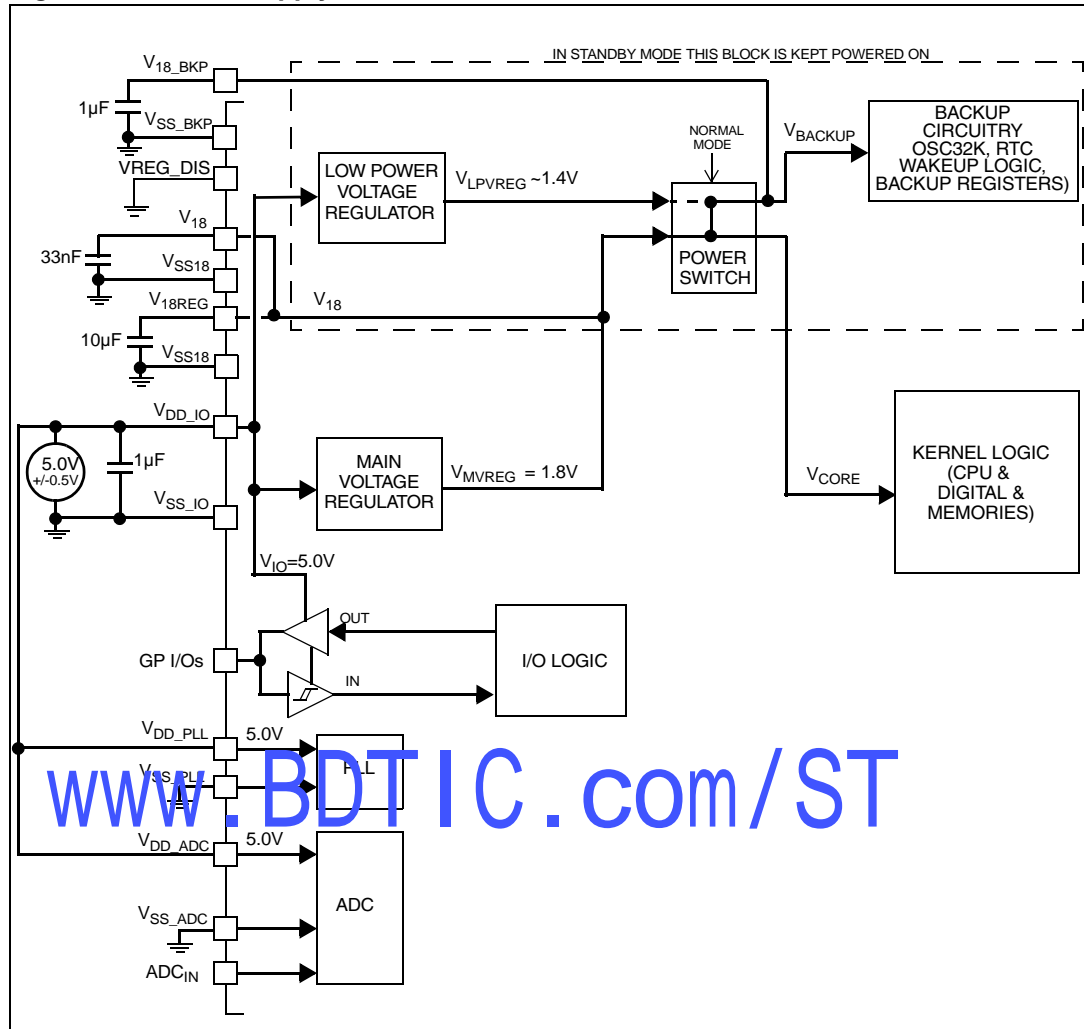 IN STANDBY MODE THIS BLOCK IS KEPT POWERED ON
V18_BKP
1µF
VSS_BKP
VREG_DIS
V18
33nF
VSS18
V18REG
10µF
VSS18
V18
LOW POWER
VOLTAGE
REGULATOR
VLPVREG ~1.4V
NORMAL
MODE
POWER
SWITCH
VBACKUP
BACKUP
CIRCUITRY
OSC32K, RTC
WAKEUP LOGIC,
BACKUP REGISTERS)
VDD_IO
5.0V
+/-0.5V
1µF
VSS_IO
MAIN
VOLTAGE
REGULATOR
VMVREG = 1.8V
VCORE
KERNEL LOGIC
(CPU &
DIGITAL &
MEMORIES)
VIO=5.0V
OUT
GP I/Os
IN
I/O LOGIC
VDD_PLL
5.0V
VSS_PLL
PLL
www.BDTIC.com/ST
VDD_ADC
5.0V
ADC
VSS_ADC
ADCIN